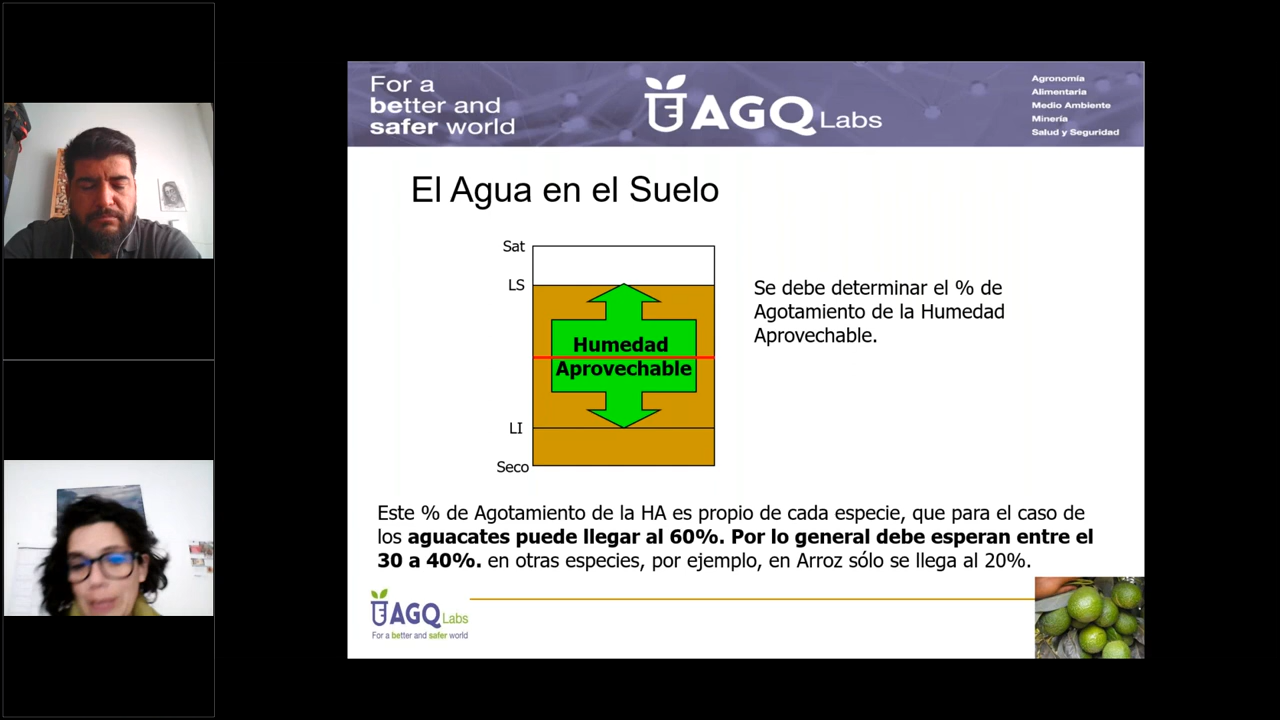 For a
better and
safer world
AGQ Labs
Agronomía
Alimentaria
Medio Ambiente
Minería
Salud y Seguridad
El Agua en el Suelo
Sat
LS
Humedad
Aprovechable
LI
Seco
Se debe determinar el % de
Agotamiento de la Humedad
Aprovechable.
Este % de Agotamiento de la HA es propio de cada especie, que para el caso de
los aguacates puede llegar al 60%. Por lo general debe esperan entre el
30 a 40%. en otras especies, por ejemplo, en Arroz sólo se llega al 20%.
AGQ Labs
For a better and safer world